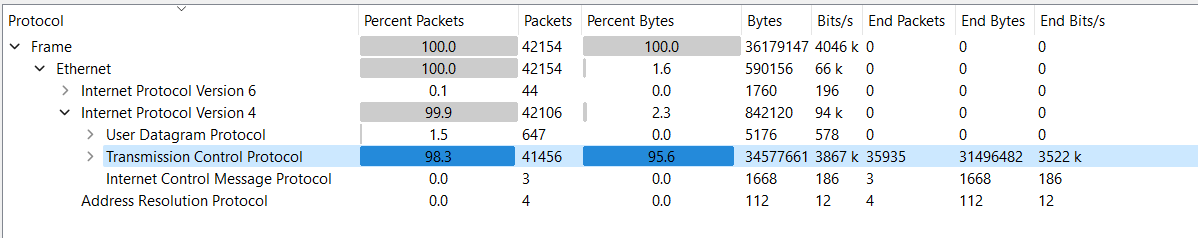 Protocol Percent Packets Packets Percent Bytes Bytes Bits/s End Packets End Bytes End Bits/s
Frame 100.0 42154 100.0 36179147 4046 k 0 0 0
Ethernet 100.0 42154 1.6 590156 66 k 0 0 0
Internet Protocol Version 6 0.1 44 0.0 1760 196 0 0 0
Internet Protocol Version 4 99.9 42106 2.3 842120 94 k 0 0 0
User Datagram Protocol 1.5 647 0.0 5176 578 0 0 0
Transmission Control Protocol 98.3 41456 95.6 34577661 3867 k 35935 31496482 3522 k
Internet Control Message Protocol 0.0 3 0.0 1668 186 3 1668 186
Address Resolution Protocol 0.0 4 0.0 112 12 4 112 12